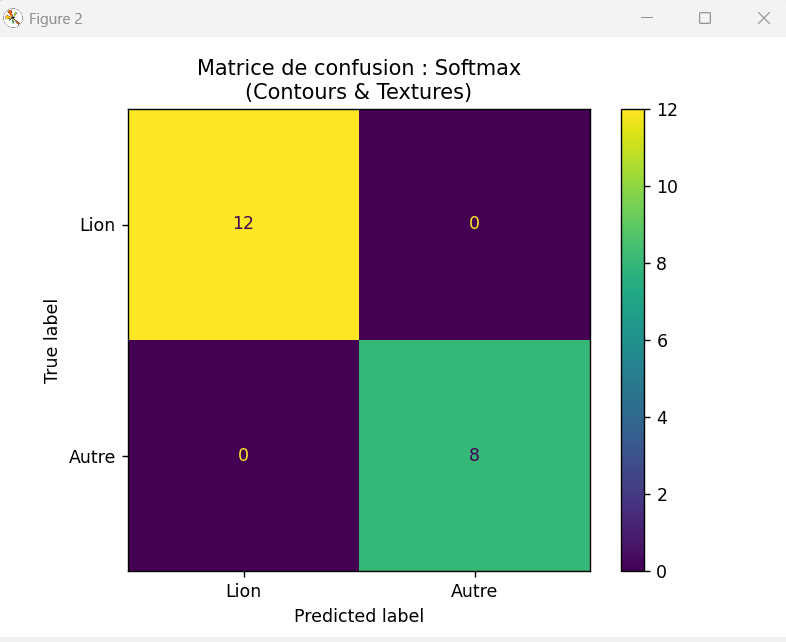 Figure 2
Matrice de confusion : Softmax
(Contours & Textures)
True label
Lion
12
0
Autre
0
8
Lion
Autre
Predicted label
12
10
8
6
4
2
0